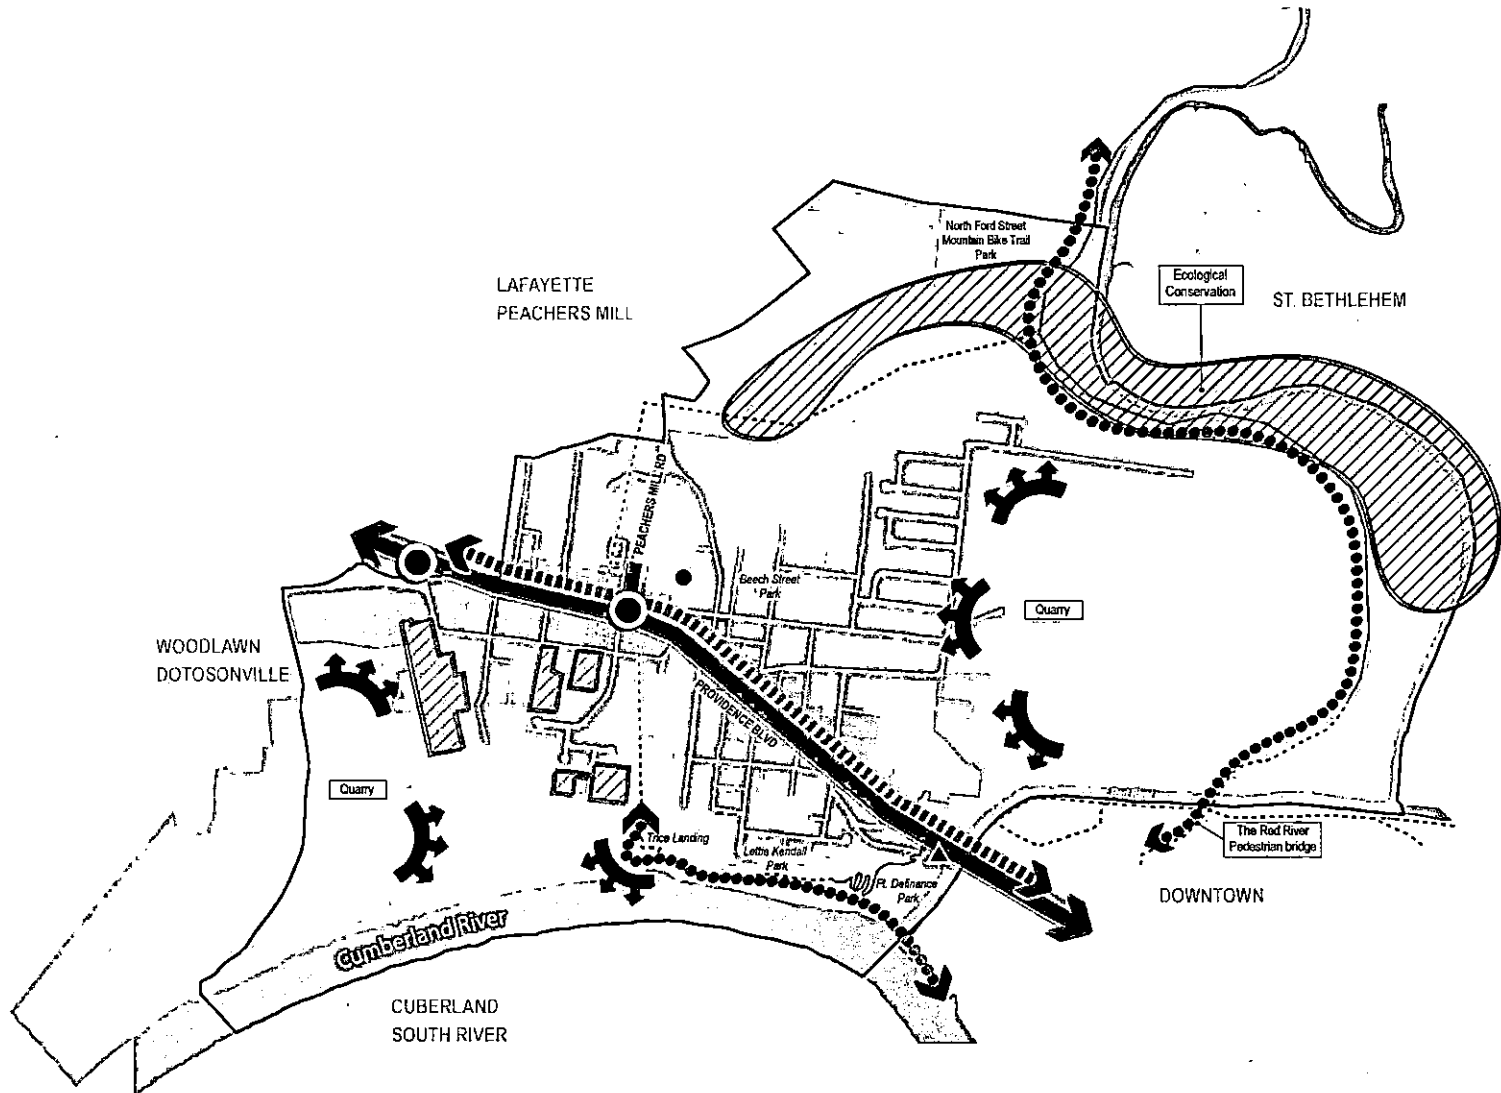 North Ford Street
Mountain Bike Trail
Park
Ecological
Conservation
LAFAYETTE
PEACHERS MILL
ST. BETHLEHEM
PEACHERS MILL RD
Beech Street
Park
Quarry
WOODLAWN
DOTOSONVILLE
PROVIDENCE BLVD
Quarry
Trice Landing
Lettie Kendall
Park
The Red River
Pedestrian bridge
Ft. Definance
Park
DOWNTOWN
Cumberland River
CUBERLAND
SOUTH RIVER